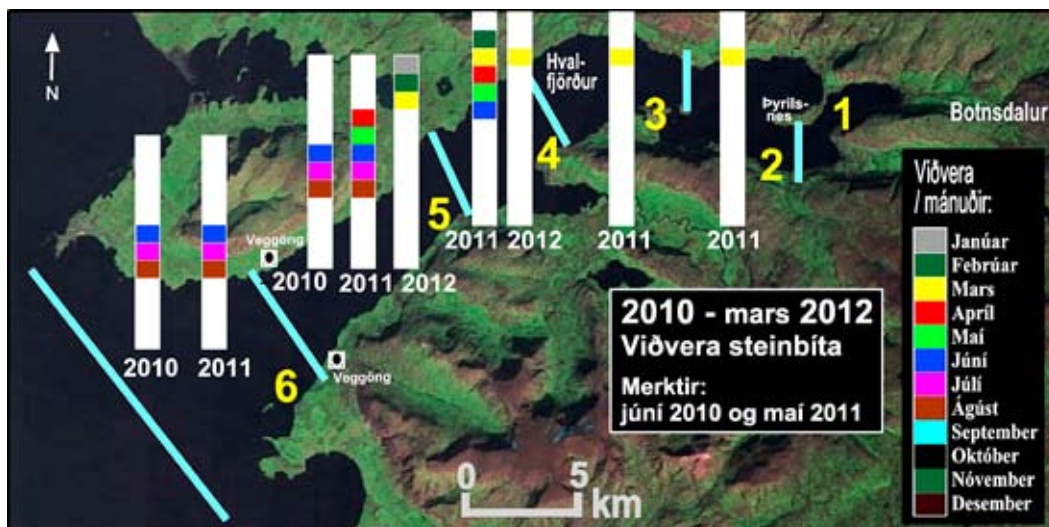 N
Hval-
fjörður
Þyrils-
nes
Botnsdalur
1
2
3
4
5
6
Veggöng
Veggöng
2010
2011
2010
2011
2012
2011
2012
2011
2011
2010 - mars 2012
Viðvera steinbíta
Merktir:
júní 2010 og maí 2011
0 5
km
Viðvera
/ mánuðir:
Janúar
Febrúar
Mars
Apríl
Maí
Júní
Júlí
Ágúst
September
Október
Nóvember
Desember